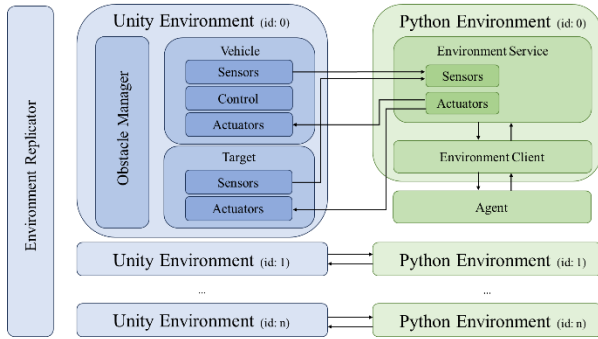 Environment Replicator
Unity Environment (id: 0)
Obstacle Manager
Vehicle
Sensors
Control
Actuators
Target
Sensors
Actuators
Python Environment (id: 0)
Environment Service
Sensors
Actuators
Environment Client
Agent
Unity Environment (id: 1)
Python Environment (id: 1)
...
...
Unity Environment (id: n)
Python Environment (id: n)